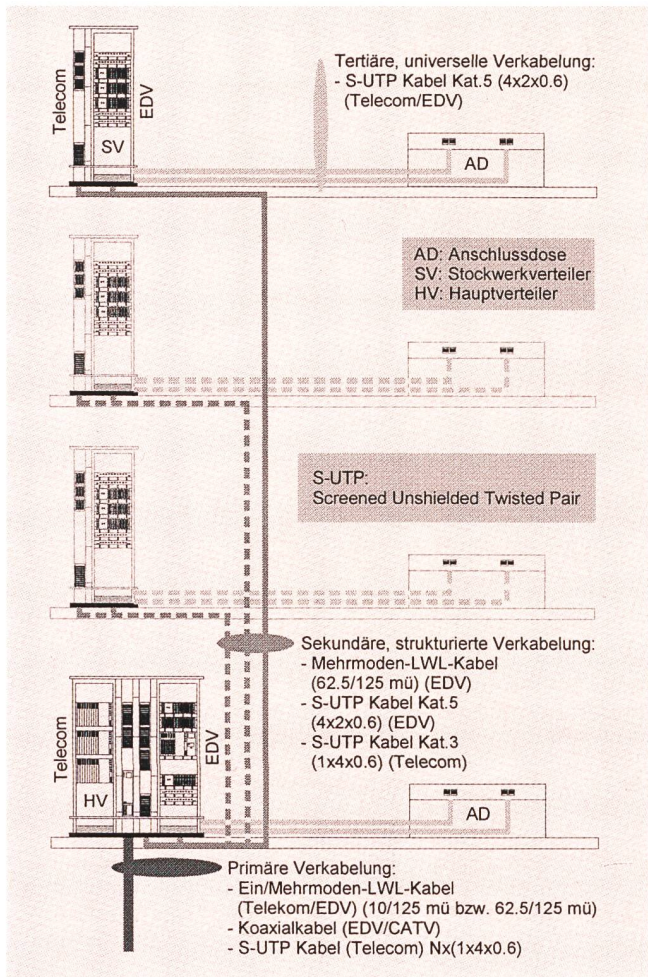 Tertiäre, universelle Verkabelung:
- S-UTP Kabel Kat.5 (4x2x0.6)
(Telecom/EDV)
Telecom
EDV
SV
AD
AD: Anschlussdose
SV: Stockwerkverteiler
HV: Hauptverteiler
S-UTP:
Screened Unshielded Twisted Pair
Sekundäre, strukturierte Verkabelung:
- Mehrmoden-LWL-Kabel
(62.5/125 mü) (EDV)
- S-UTP Kabel Kat.5
(4x2x0.6) (EDV)
- S-UTP Kabel Kat.3
(1x4x0.6) (Telecom)
Telecom
EDV
HV
AD
Primäre Verkabelung:
- Ein/Mehrmoden-LWL-Kabel
(Telekom/EDV) (10/125 mü bzw. 62.5/125 mü)
- Koaxialkabel (EDV/CATV)
- S-UTP Kabel (Telecom) Nx(1x4x0.6)